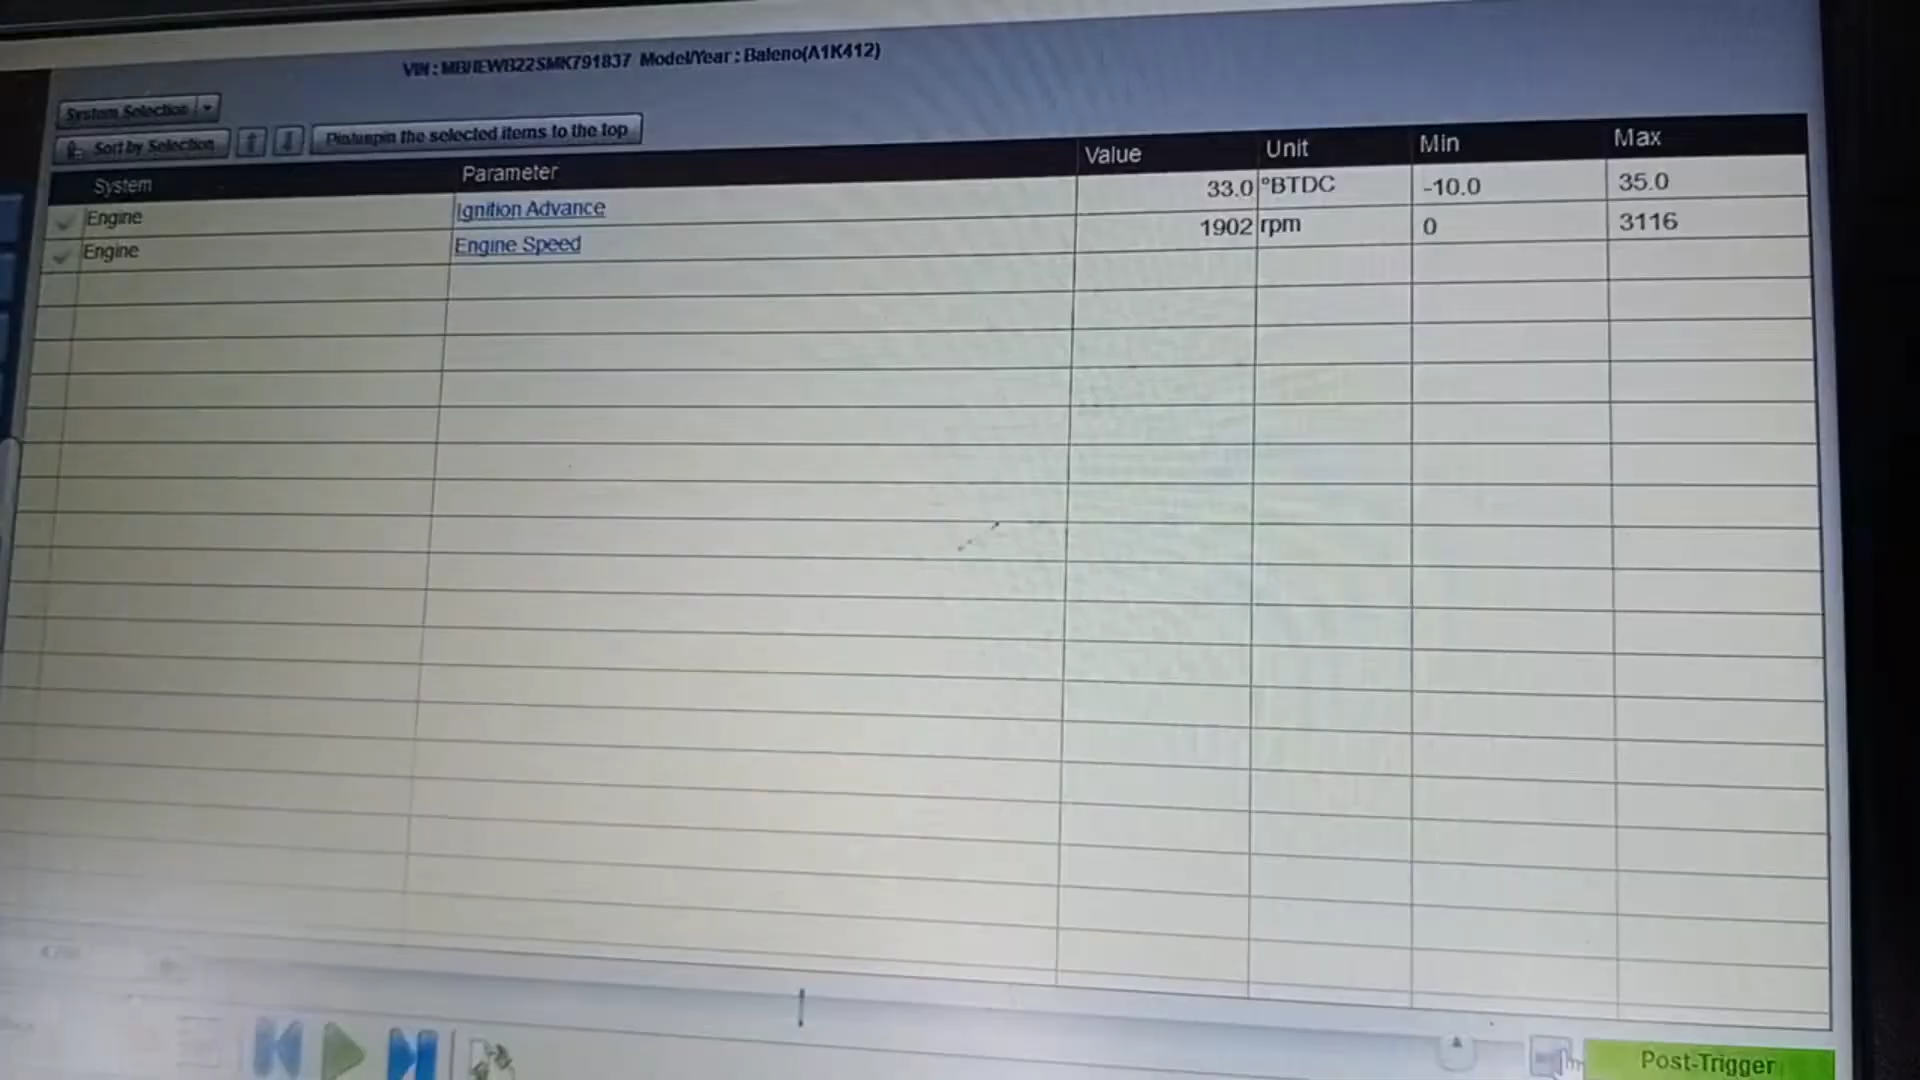 VIN : MBHEWB22SMK791837 Model/Year : Baleno(A1K412)
System Selection
Sort by Selection Pin/unpin the selected items to the top
System Parameter Value Unit Min Max
Engine Ignition Advance 33.0 °BTDC -10.0 35.0
Engine Engine Speed 1902 rpm 0 3116
Post-Trigger